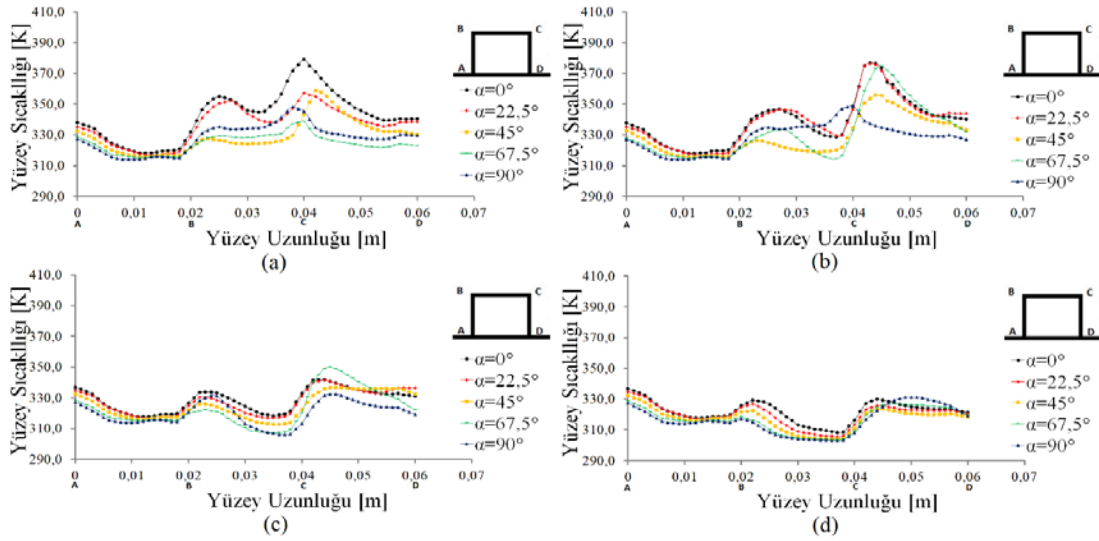 410,0
390,0
370,0
350,0
330,0
310,0
290,0
Yüzey Sıcakllığı [K]
B C
A D
α=0°
α=22,5°
α=45°
α=67,5°
α=90°
0 0,01 0,02 0,03 0,04 0,05 0,06 0,07
A B C D
Yüzey Uzunluğu [m]
(a)
410,0
390,0
370,0
350,0
330,0
310,0
290,0
Yüzey Sıcakllığı [K]
B C
A D
α=0°
α=22,5°
α=45°
α=67,5°
α=90°
0 0,01 0,02 0,03 0,04 0,05 0,06 0,07
A B C D
Yüzey Uzunluğu [m]
(b)
410,0
390,0
370,0
350,0
330,0
310,0
290,0
Yüzey Sıcakllığı [K]
B C
A D
α=0°
α=22,5°
α=45°
α=67,5°
α=90°
0 0,01 0,02 0,03 0,04 0,05 0,06 0,07
A B C D
Yüzey Uzunluğu [m]
(c)
410,0
390,0
370,0
350,0
330,0
310,0
290,0
Yüzey Sıcakllığı [K]
B C
A D
α=0°
α=22,5°
α=45°
α=67,5°
α=90°
0 0,01 0,02 0,03 0,04 0,05 0,06 0,07
A B C D
Yüzey Uzunluğu [m]
(d)